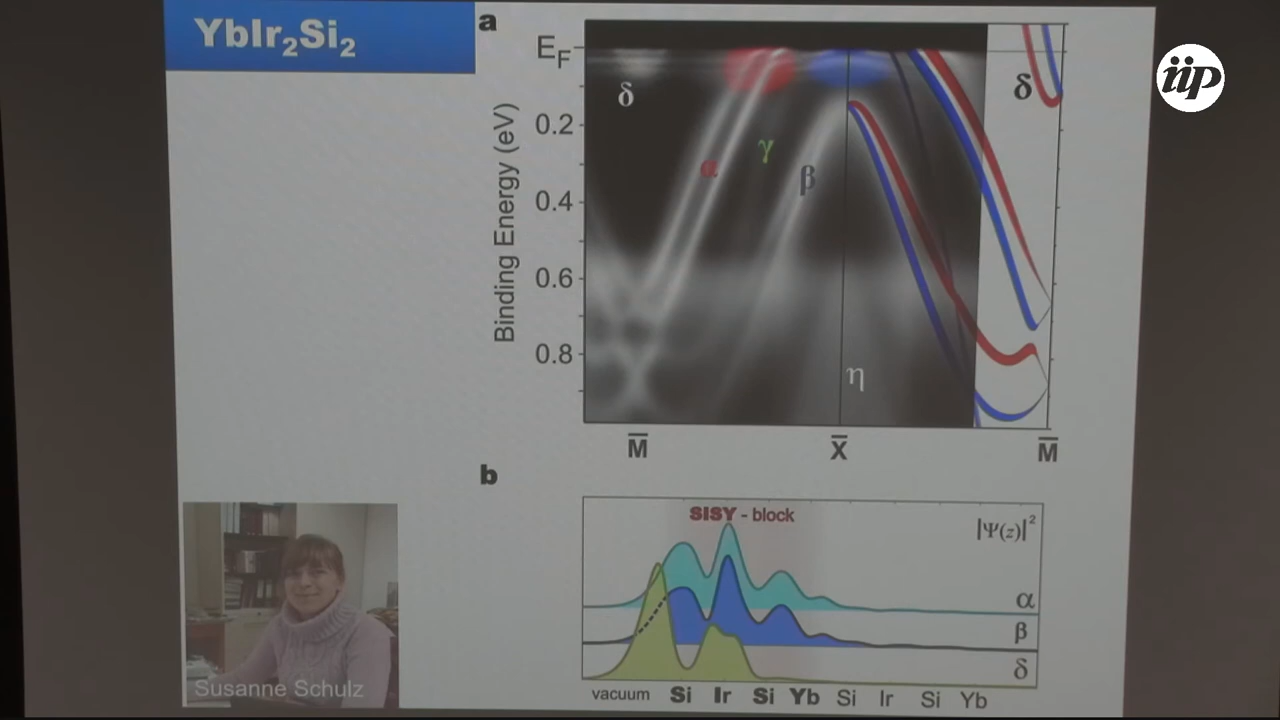 YbIr₂Si₂
iip
a
E_F
0.2
0.4
0.6
0.8
Binding Energy (eV)
δ
α
γ
β
η
δ
M̅ X̅ M̅
b
SISY - block
|Ψ(z)|²
α
β
δ
vacuum Si Ir Si Yb Si Ir Si Yb
Susanne Schulz